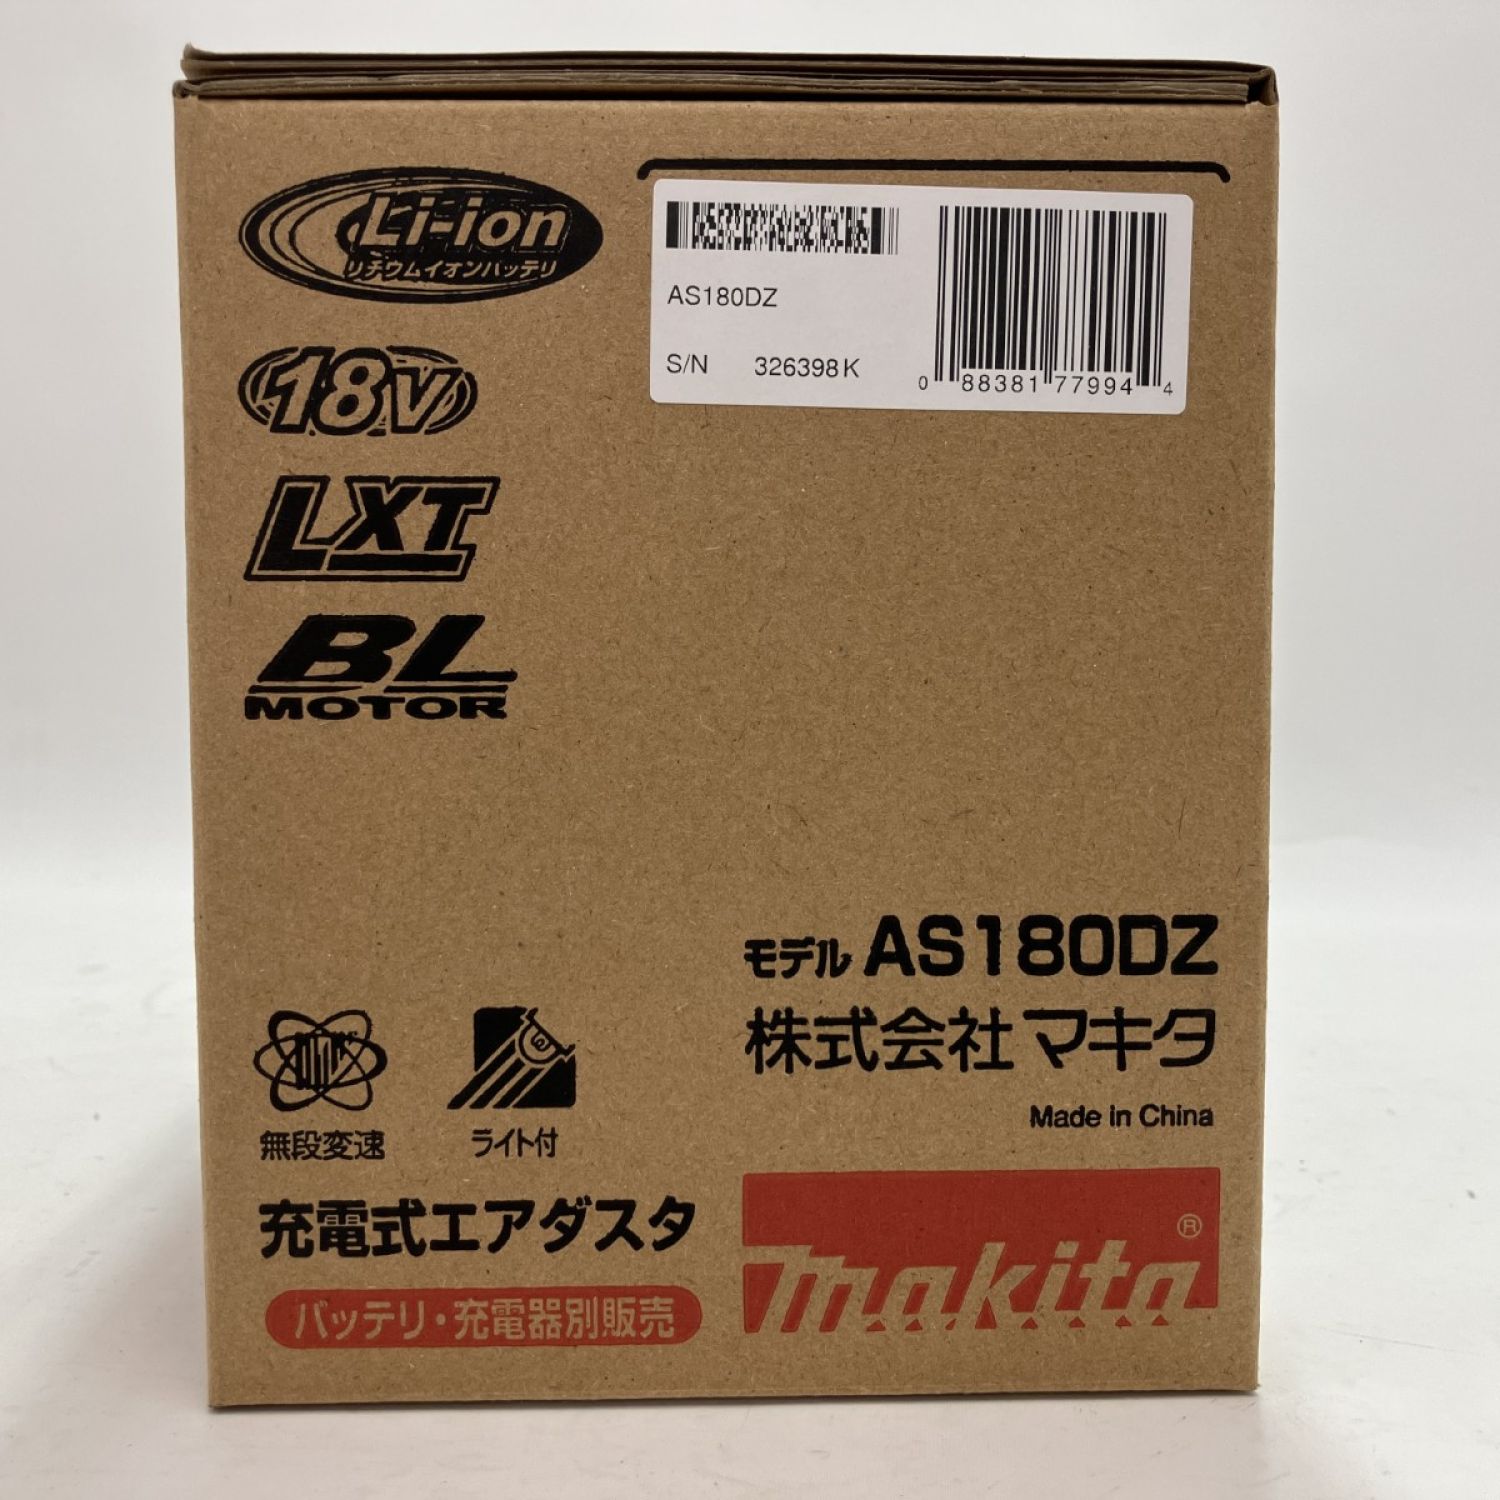 Li-ion
リチウムイオンバッテリ
18V
LXT
BL
MOTOR
AS180DZ
S/N 326398K
0 88381 77994 4
モデル AS180DZ
株式会社マキタ
Made in China
無段変速
ライト付
充電式エアダスタ
バッテリ・充電器別販売
makita®